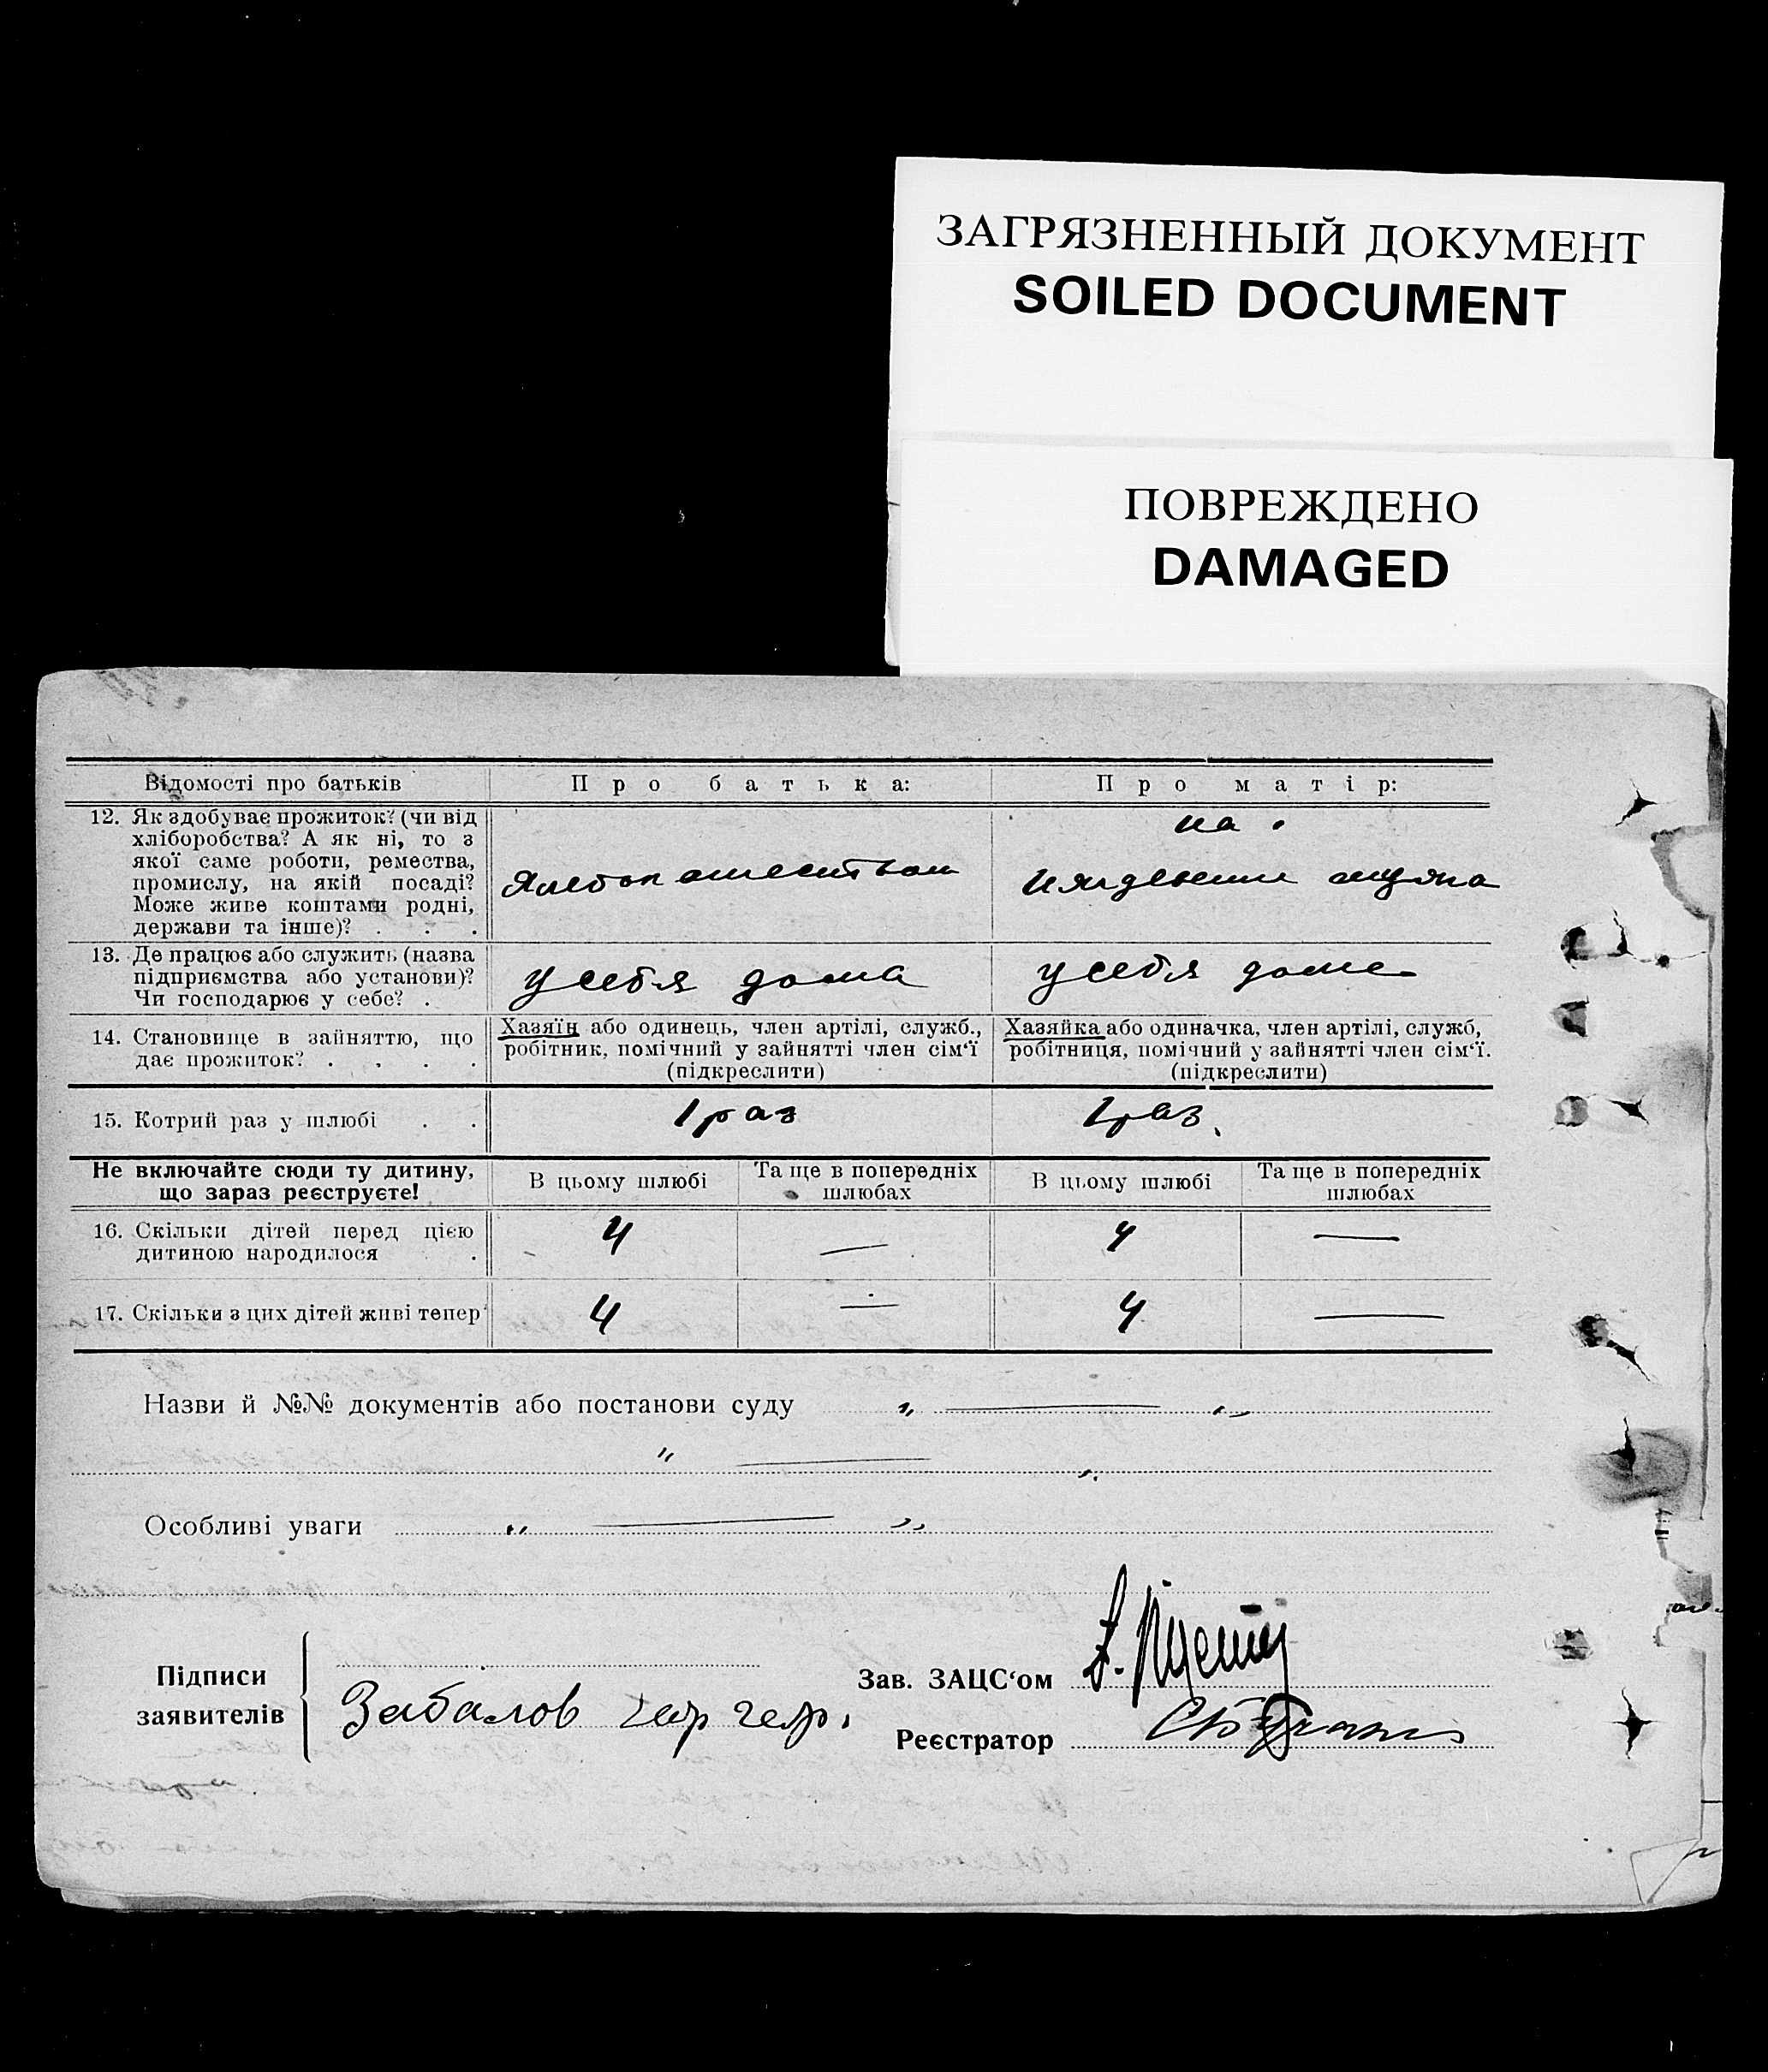 ЗАГРЯЗНЕННЫЙ ДОКУМЕНТ
SOILED DOCUMENT
ПОВРЕЖДЕНО
DAMAGED
Відомості про батьків
Про батька:
Про матір:
12. Як здобуває прожиток? (чи від
хліборобства? А як ні, то з
якої саме роботи, ремества,
промислу, на якій посаді?
Може живе коштами родні,
держави та інше)? . . .
на
мужа
13. Де працює або служить (назва
підприємства або установи)?
Чи господарює у себе? .
у себя дома
у себя доме
14. Становище в зайняттю, що
дає прожиток? . . . .
Хазяїн або одинець, член артілі, служб.,
робітник, помічний у зайнятті член сім‘ї
(підкреслити)
Хазяйка або одиначка, член артілі, служб,
робітниця, помічний у зайнятті член сім‘ї.
(підкреслити)
15. Котрий раз у шлюбі . .
1 раз
1 раз.
Не включайте сюди ту дитину,
що зараз реєструєте!
В цьому шлюбі
Та ще в попередніх
шлюбах
В цьому шлюбі
Та ще в попередніх
шлюбах
16. Скільки дітей перед цією
дитиною народилося .
4
—
4
—
17. Скільки з цих дітей живі тепер
4
—
4
—
Назви й №№ документів або постанови суду „ — „
„ — „
Особливі уваги „ — „
Підписи
заявителів
Забалов
Зав. ЗАЦС‘ом
Реєстратор